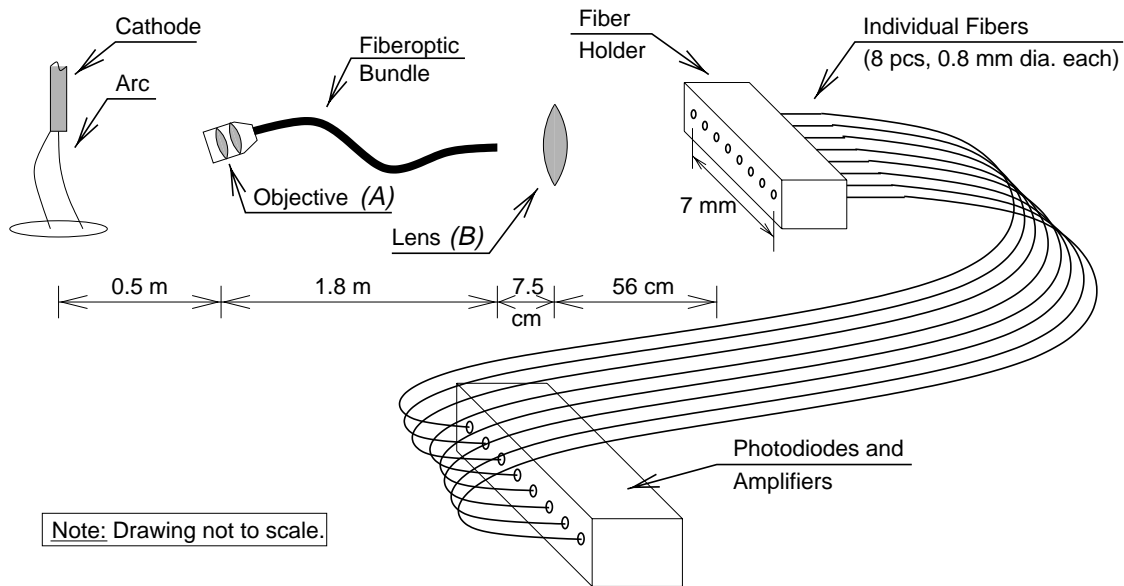 Cathode
Arc
Fiberoptic
Bundle
Fiber
Holder
Individual Fibers
(8 pcs, 0.8 mm dia. each)
Objective (A)
Lens (B)
7 mm
0.5 m
1.8 m
7.5
cm
56 cm
Photodiodes and
Amplifiers
Note: Drawing not to scale.